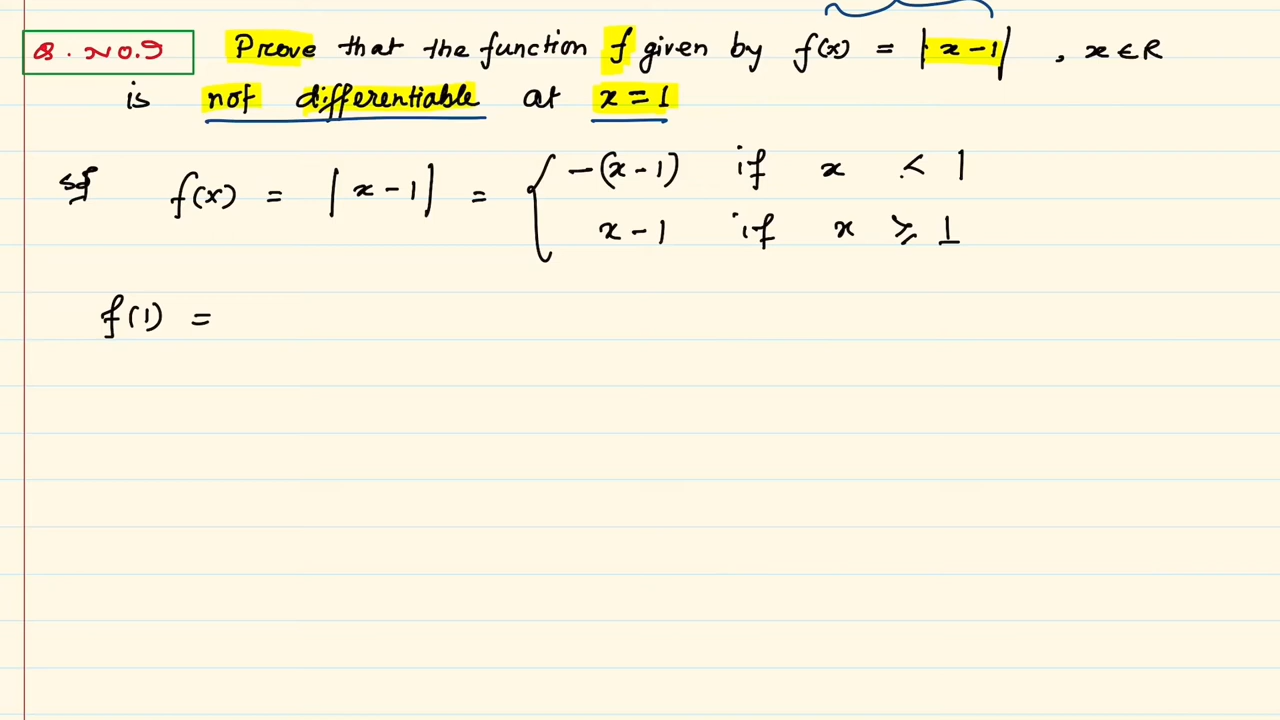 Q. No.9 Prove that the function f given by f(x) = |x-1| , x ∈ R
is not differentiable at x = 1
Sol f(x) = |x-1| = { -(x-1) if x < 1
x-1 if x ≥ 1
f(1) =